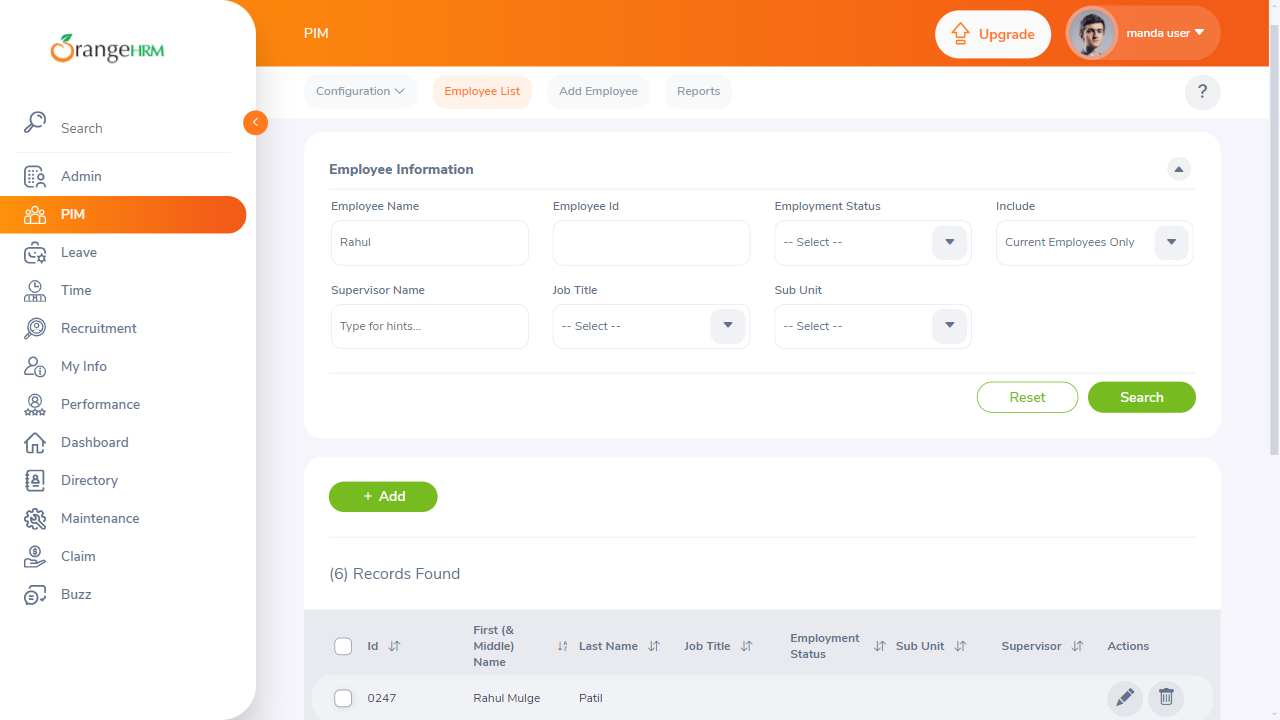 OrangeHRM
PIM
Upgrade
manda user
Configuration
Employee List
Add Employee
Reports
?
Search
Admin
PIM
Leave
Time
Recruitment
My Info
Performance
Dashboard
Directory
Maintenance
Claim
Buzz
Employee Information
Employee Name
Employee Id
Employment Status
Include
Rahul
-- Select --
Current Employees Only
Supervisor Name
Job Title
Sub Unit
Type for hints...
-- Select --
-- Select --
Reset
Search
+ Add
(6) Records Found
Id
First (&
Middle)
Name
Last Name
Job Title
Employment
Status
Sub Unit
Supervisor
Actions
0247
Rahul Mulge
Patil